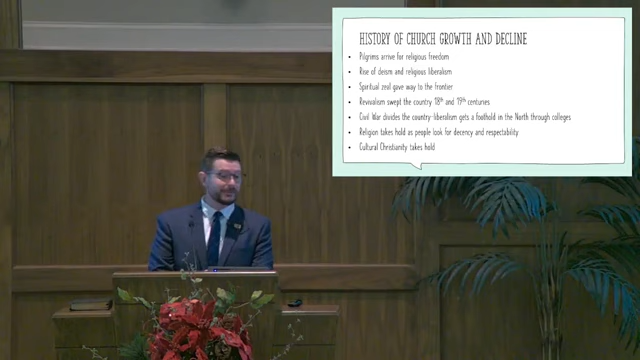 HISTORY OF CHURCH GROWTH AND DECLINE
• Pilgrims arrive for religious freedom
• Rise of deism and religious liberalism
• Spiritual zeal gave way to the frontier
• Revivalism swept the country 18th and 19th centuries
• Civil War divides the country-liberalism gets a foothold in the North through colleges
• Religion takes hold as people look for decency and respectability
• Cultural Christianity takes hold